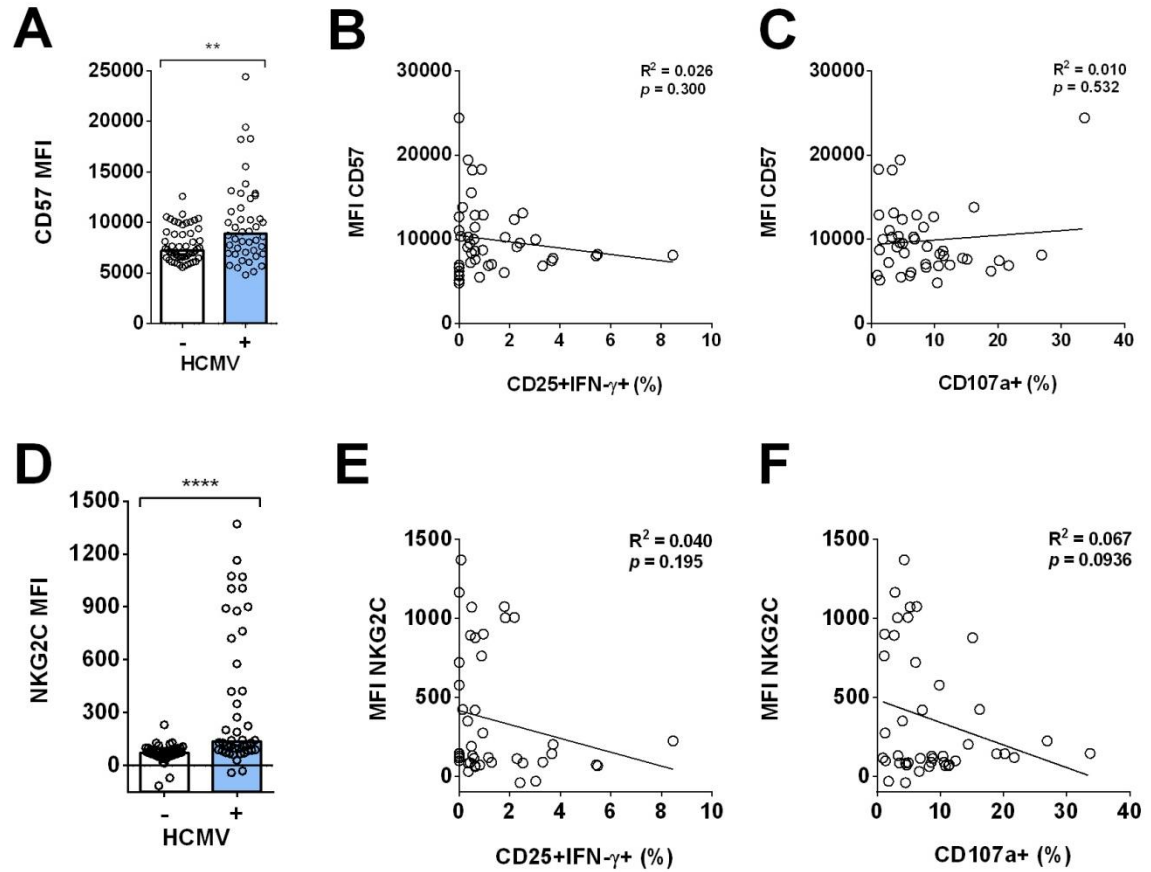 A
**
CD57 MFI
25000
20000
15000
10000
5000
0
- +
HCMV
B
R² = 0.026
p = 0.300
MFI CD57
30000
20000
10000
0
0 2 4 6 8 10
CD25+IFN-γ+ (%)
C
R² = 0.010
p = 0.532
MFI CD57
30000
20000
10000
0
0 10 20 30 40
CD107a+ (%)
D
****
NKG2C MFI
1500
1200
900
600
300
0
- +
HCMV
E
R² = 0.040
p = 0.195
MFI NKG2C
1500
1000
500
0
0 2 4 6 8 10
CD25+IFN-γ+ (%)
F
R² = 0.067
p = 0.0936
MFI NKG2C
1500
1000
500
0
0 10 20 30 40
CD107a+ (%)